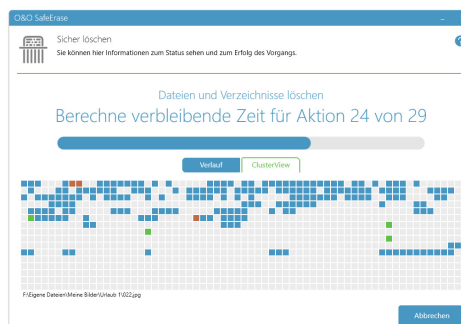 O&O SafeErase
Sicher löschen
Sie können hier Informationen zum Status sehen und zum Erfolg des Vorgangs.
Dateien und Verzeichnisse löschen
Berechne verbleibende Zeit für Aktion 24 von 29
Verlauf ClusterView
F:\Eigene Dateien\Meine Bilder\Urlaub 1\022.jpg
Abbrechen